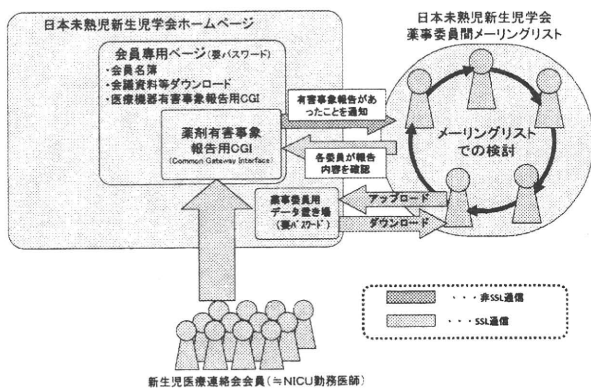 日本未熟児新生児学会ホームページ
会員専用ページ(要パスワード)
・会員名簿
・会議資料等ダウンロード
・医療機器有害事象報告用CGI
薬剤有害事象
報告用CGI
(Common Gateway Interface)
有害事象報告があ
ったことを通知
各委員が報告
内容を確認
薬事委員用
データ置き場
(要パスワード)
アップロード
ダウンロード
日本未熟児新生児学会
薬事委員間メーリングリスト
メーリングリスト
での検討
・・・非SSL通信
・・・SSL通信
新生児医療連絡会会員(≒NICU勤務医師)